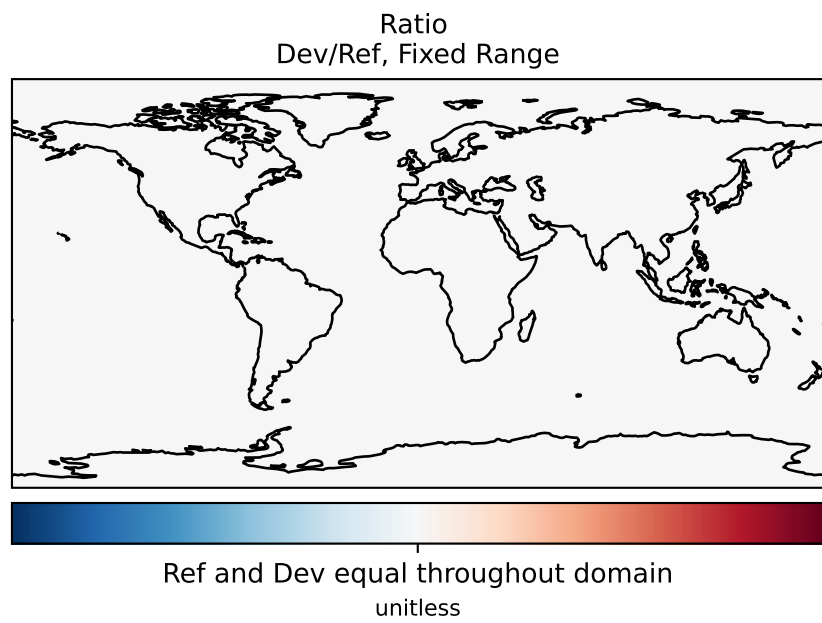 Ratio
Dev/Ref, Fixed Range
Ref and Dev equal throughout domain
unitless